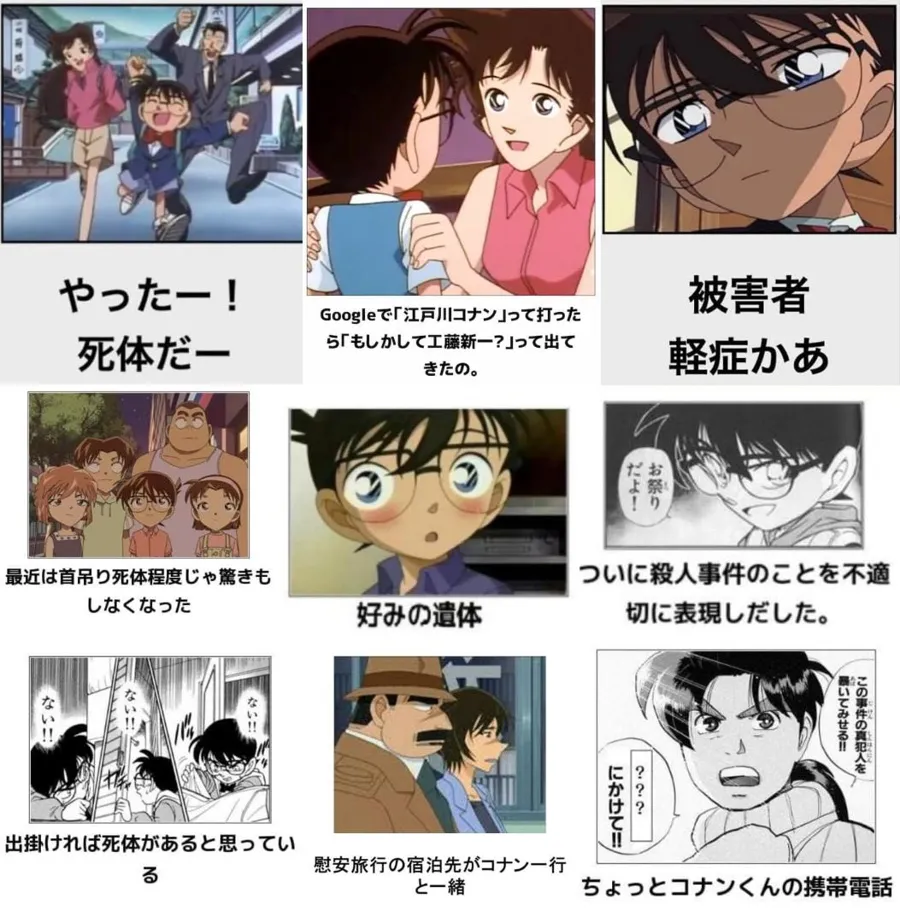 やったー！
死体だー
Googleで「江戸川コナン」って打った
ら「もしかして工藤新一？」って出て
きたの。
被害者
軽症かあ
最近は首吊り死体程度じゃ驚きも
しなくなった
好みの遺体
お祭り
だよ！
ついに殺人事件のことを不適
切に表現しだした。
ない!!
ない!!
ない!!
出掛ければ死体があると思ってい
る
慰安旅行の宿泊先がコナン一行
と一緒
この事件の真犯人を
暴いてみせる!!
？？？
にかけて!!
ちょっとコナンくんの携帯電話